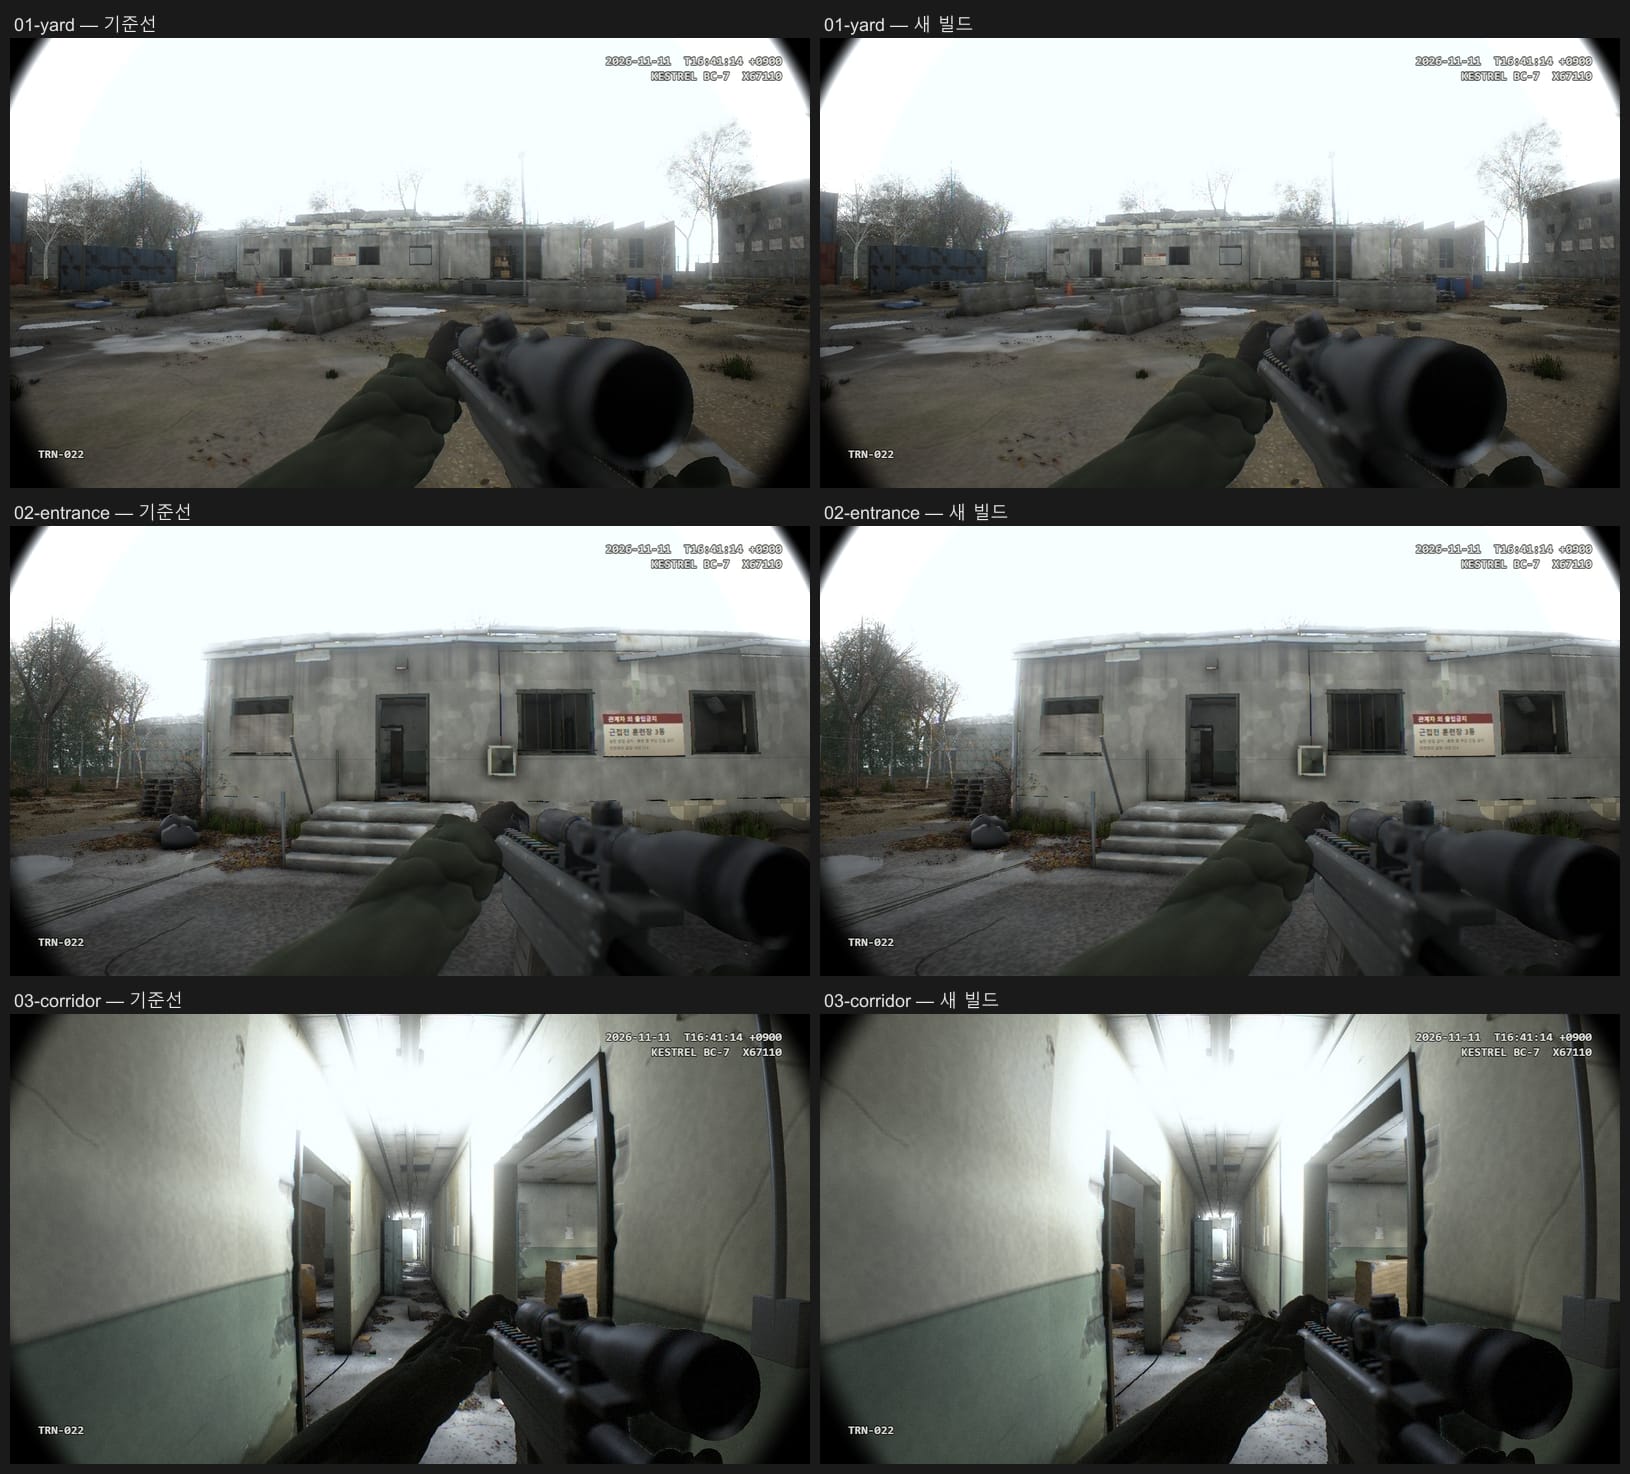 01-yard — 기준선
2026-11-11 T16:41:14 +0900
KESTREL BC-7 X67110
TRN-022
01-yard — 새 빌드
2026-11-11 T16:41:14 +0900
KESTREL BC-7 X67110
TRN-022
02-entrance — 기준선
2026-11-11 T16:41:14 +0900
KESTREL BC-7 X67110
관계자 외 출입금지
근접전 훈련장 3동
TRN-022
02-entrance — 새 빌드
2026-11-11 T16:41:14 +0900
KESTREL BC-7 X67110
관계자 외 출입금지
근접전 훈련장 3동
TRN-022
03-corridor — 기준선
2026-11-11 T16:41:14 +0900
KESTREL BC-7 X67110
TRN-022
03-corridor — 새 빌드
2026-11-11 T16:41:14 +0900
KESTREL BC-7 X67110
TRN-022